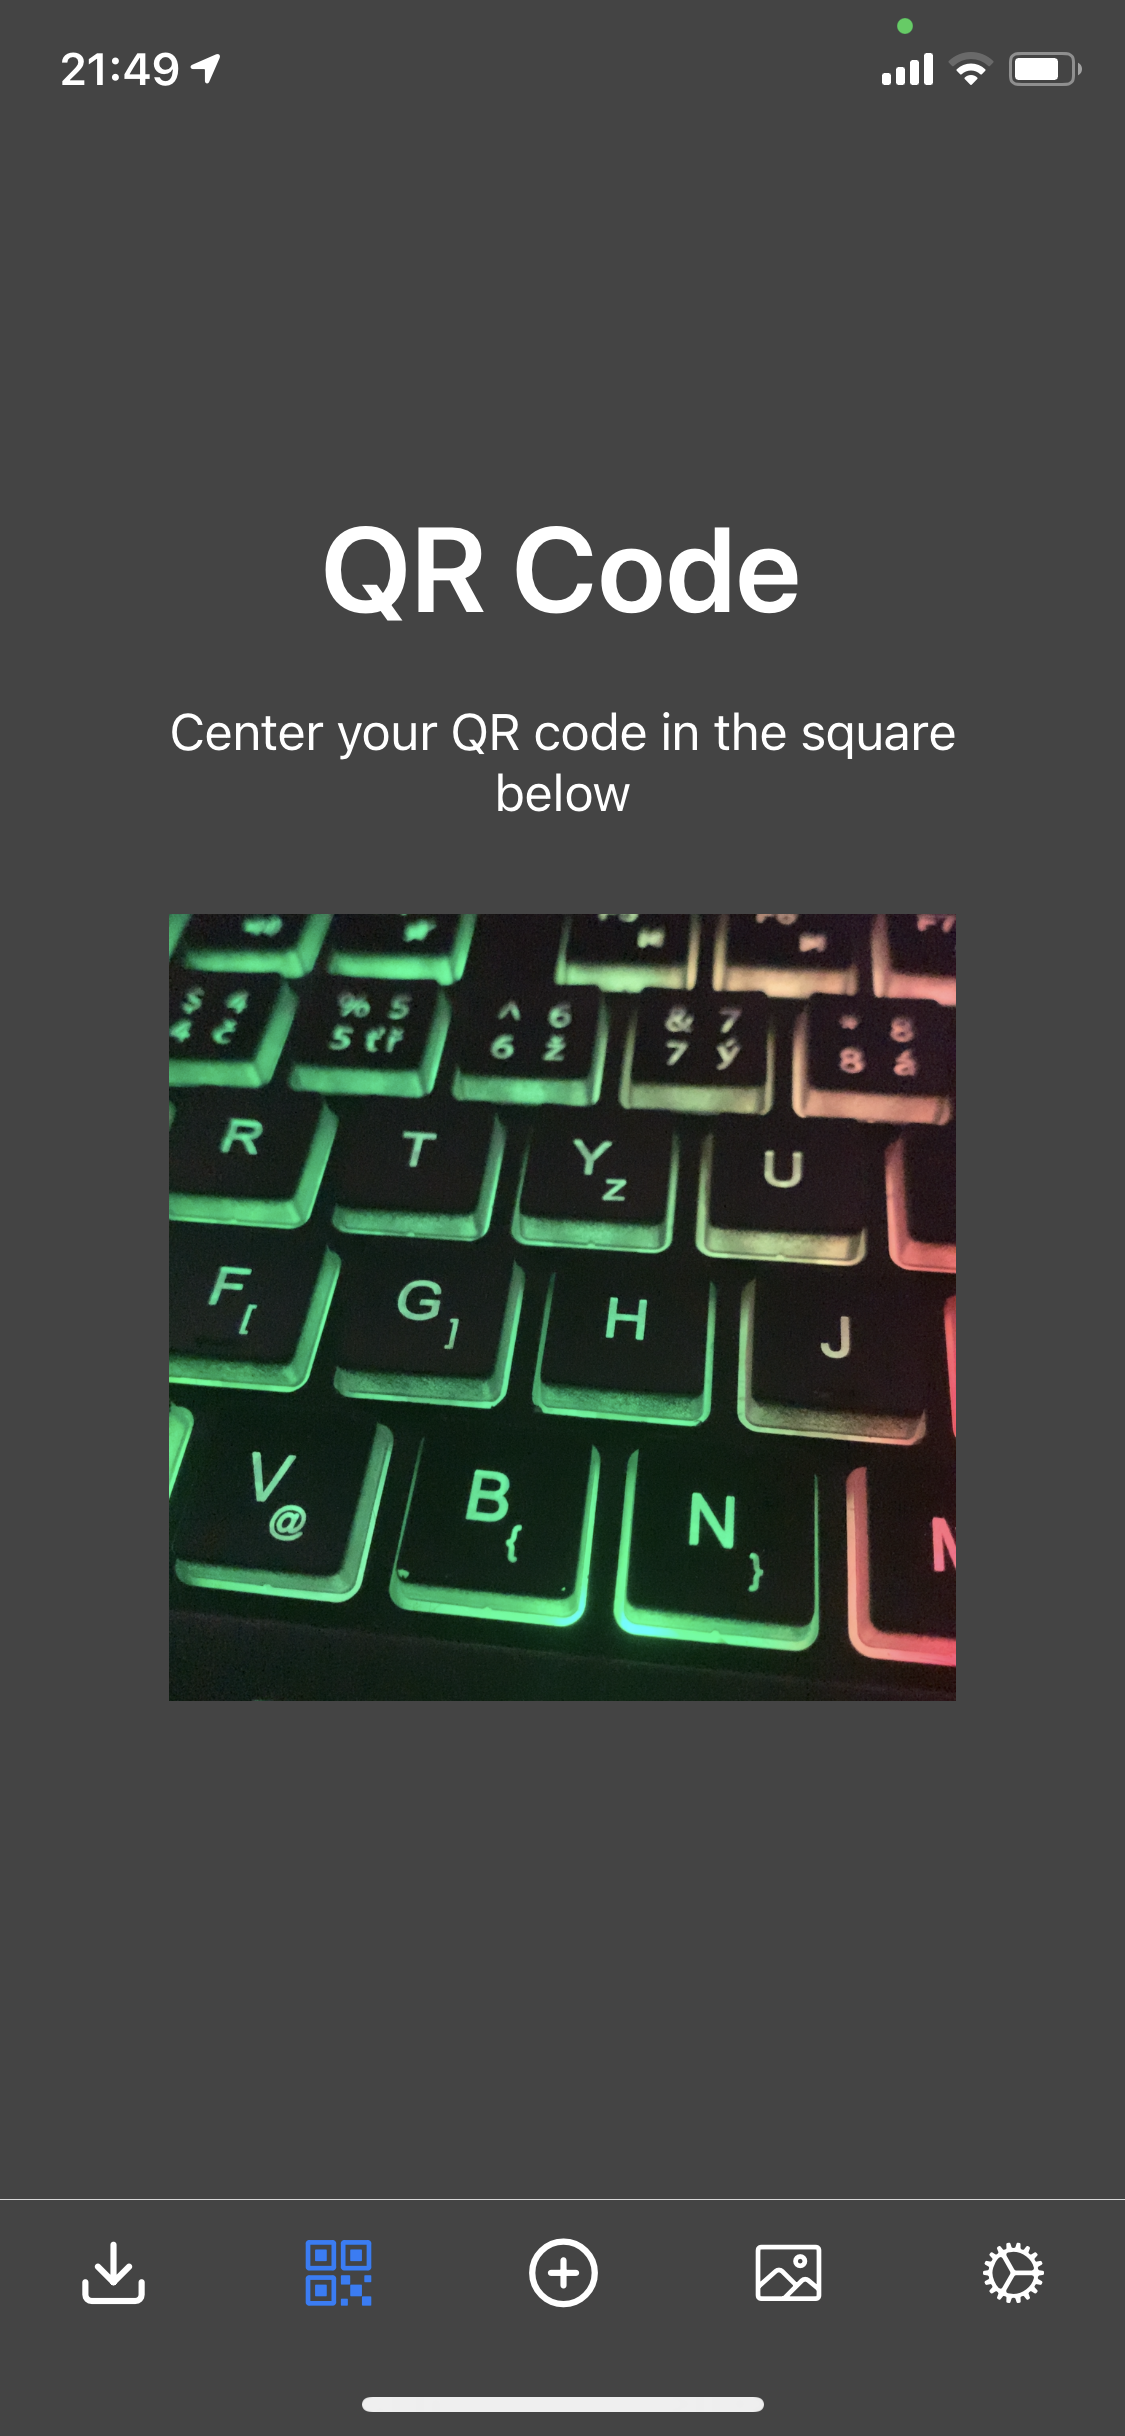 21:49
QR Code
Center your QR code in the square
below
$ 4 % 5 ^ 6 & 7 * 8
4 č 5 ť ř 6 ž 7 ý 8 á
R T Y Z U
F [ G ] H J
V @ B { N }